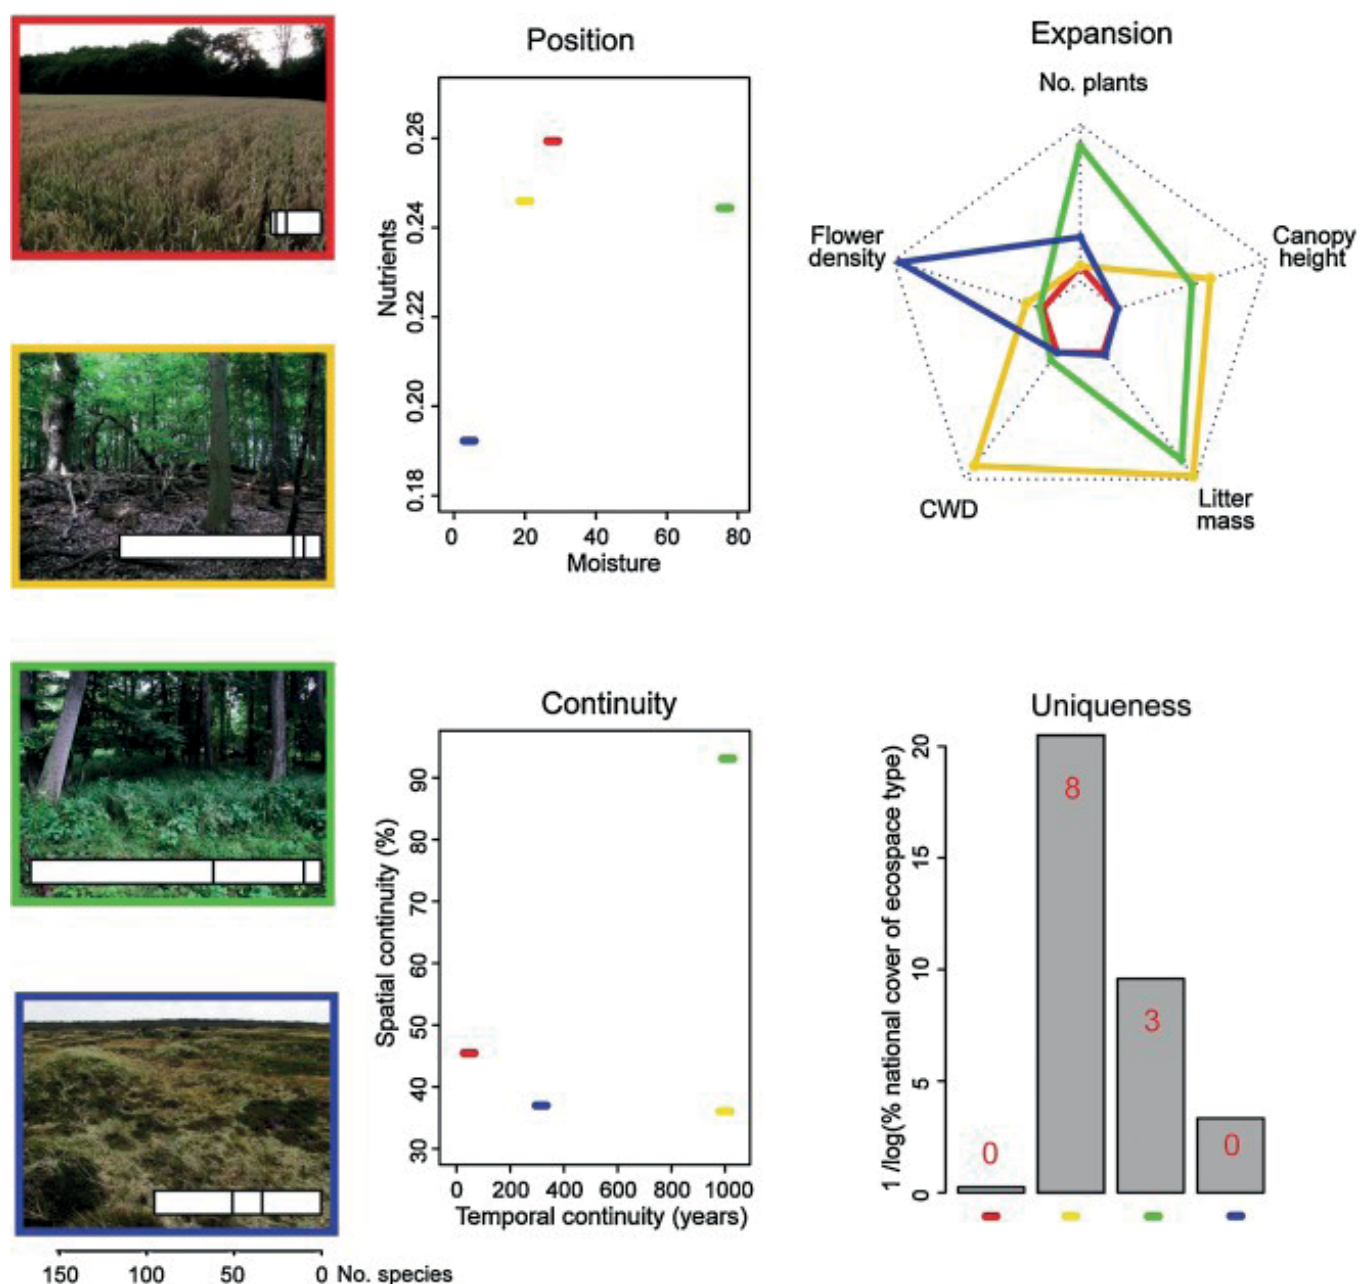 Position
Nutrients
0.26
0.24
0.22
0.20
0.18
0 20 40 60 80
Moisture
Expansion
No. plants
Flower
density
Canopy
height
CWD
Litter
mass
Continuity
Spatial continuity (%)
90
80
70
60
50
40
30
0 200 400 600 800 1000
Temporal continuity (years)
Uniqueness
1 /log(% national cover of ecospace type)
20
15
10
5
0
0
8
3
0
150 100 50 0 No. species